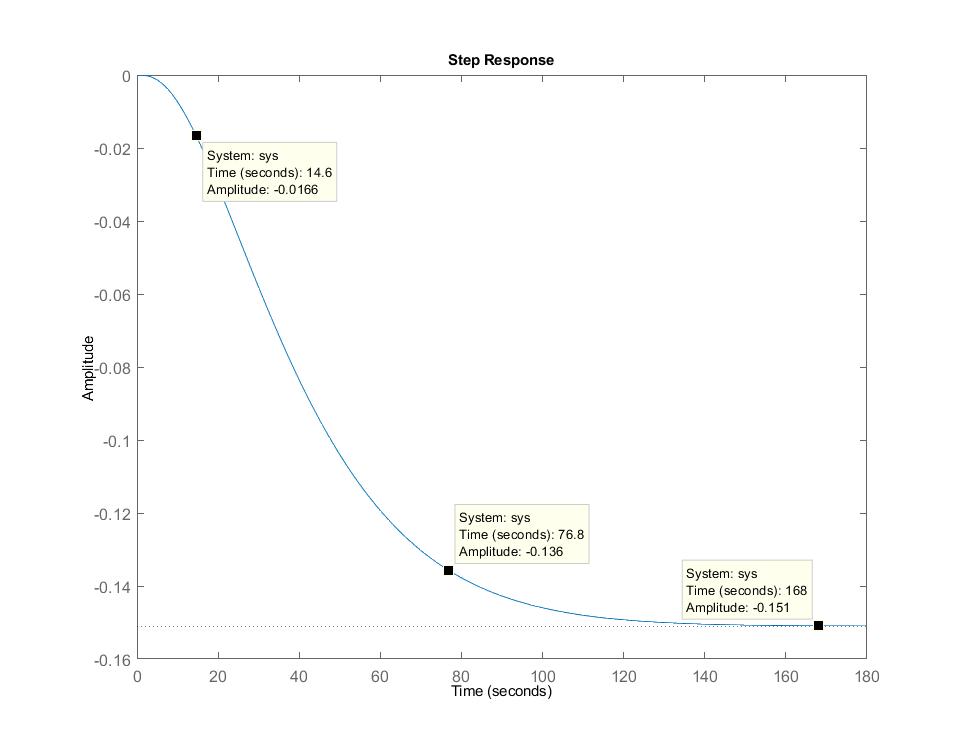 Step Response
0
-0.02
-0.04
-0.06
-0.08
-0.1
-0.12
-0.14
-0.16
Amplitude
System: sys
Time (seconds): 14.6
Amplitude: -0.0166
System: sys
Time (seconds): 76.8
Amplitude: -0.136
System: sys
Time (seconds): 168
Amplitude: -0.151
0 20 40 60 80 100 120 140 160 180
Time (seconds)